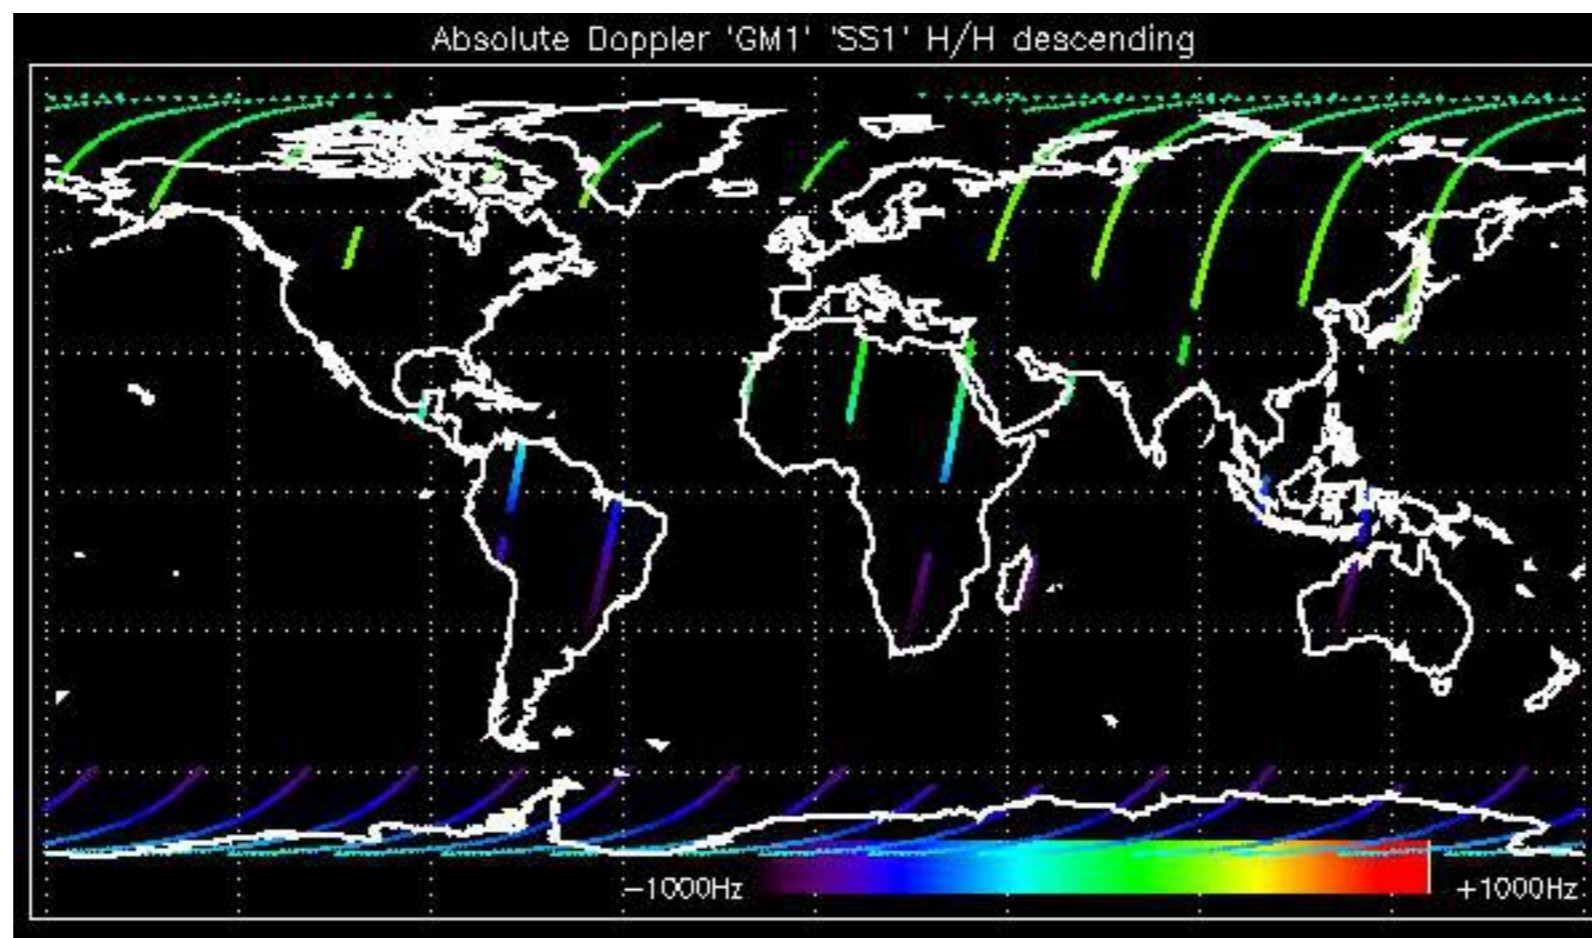 Absolute Doppler 'GM1' 'SS1' H/H descending
−1000Hz
+1000Hz